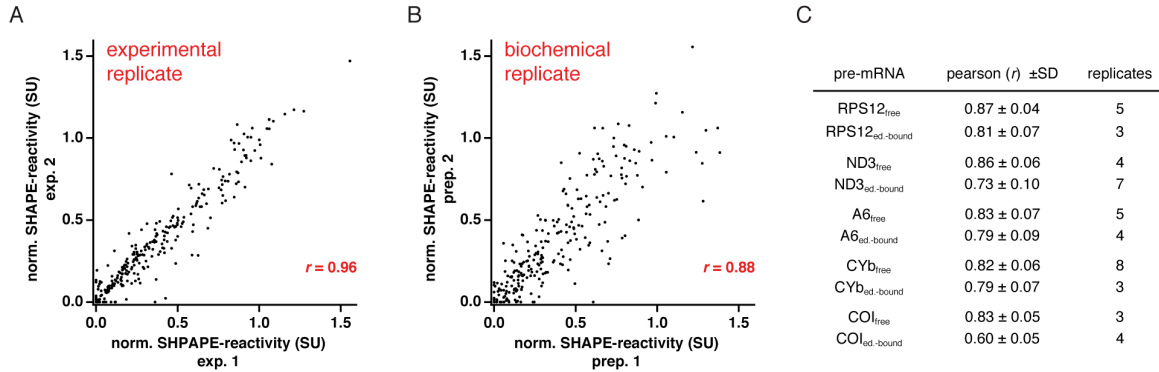 A
experimental
replicate
norm. SHAPE-reactivity (SU)
exp. 2
1.5
1.0
0.5
0.0
r = 0.96
0.0 0.5 1.0 1.5
norm. SHPAPE-reactivity (SU)
exp. 1
B
biochemical
replicate
norm. SHAPE-reactivity (SU)
prep. 2
1.5
1.0
0.5
0.0
r = 0.88
0.0 0.5 1.0 1.5
norm. SHAPE-reactivity (SU)
prep. 1
C
pre-mRNA pearson (r) ±SD replicates
RPS12free 0.87 ± 0.04 5
RPS12ed.-bound 0.81 ± 0.07 3
ND3free 0.86 ± 0.06 4
ND3ed.-bound 0.73 ± 0.10 7
A6free 0.83 ± 0.07 5
A6ed.-bound 0.79 ± 0.09 4
CYbfree 0.82 ± 0.06 8
CYbed.-bound 0.79 ± 0.07 3
COIfree 0.83 ± 0.05 3
COIed.-bound 0.60 ± 0.05 4